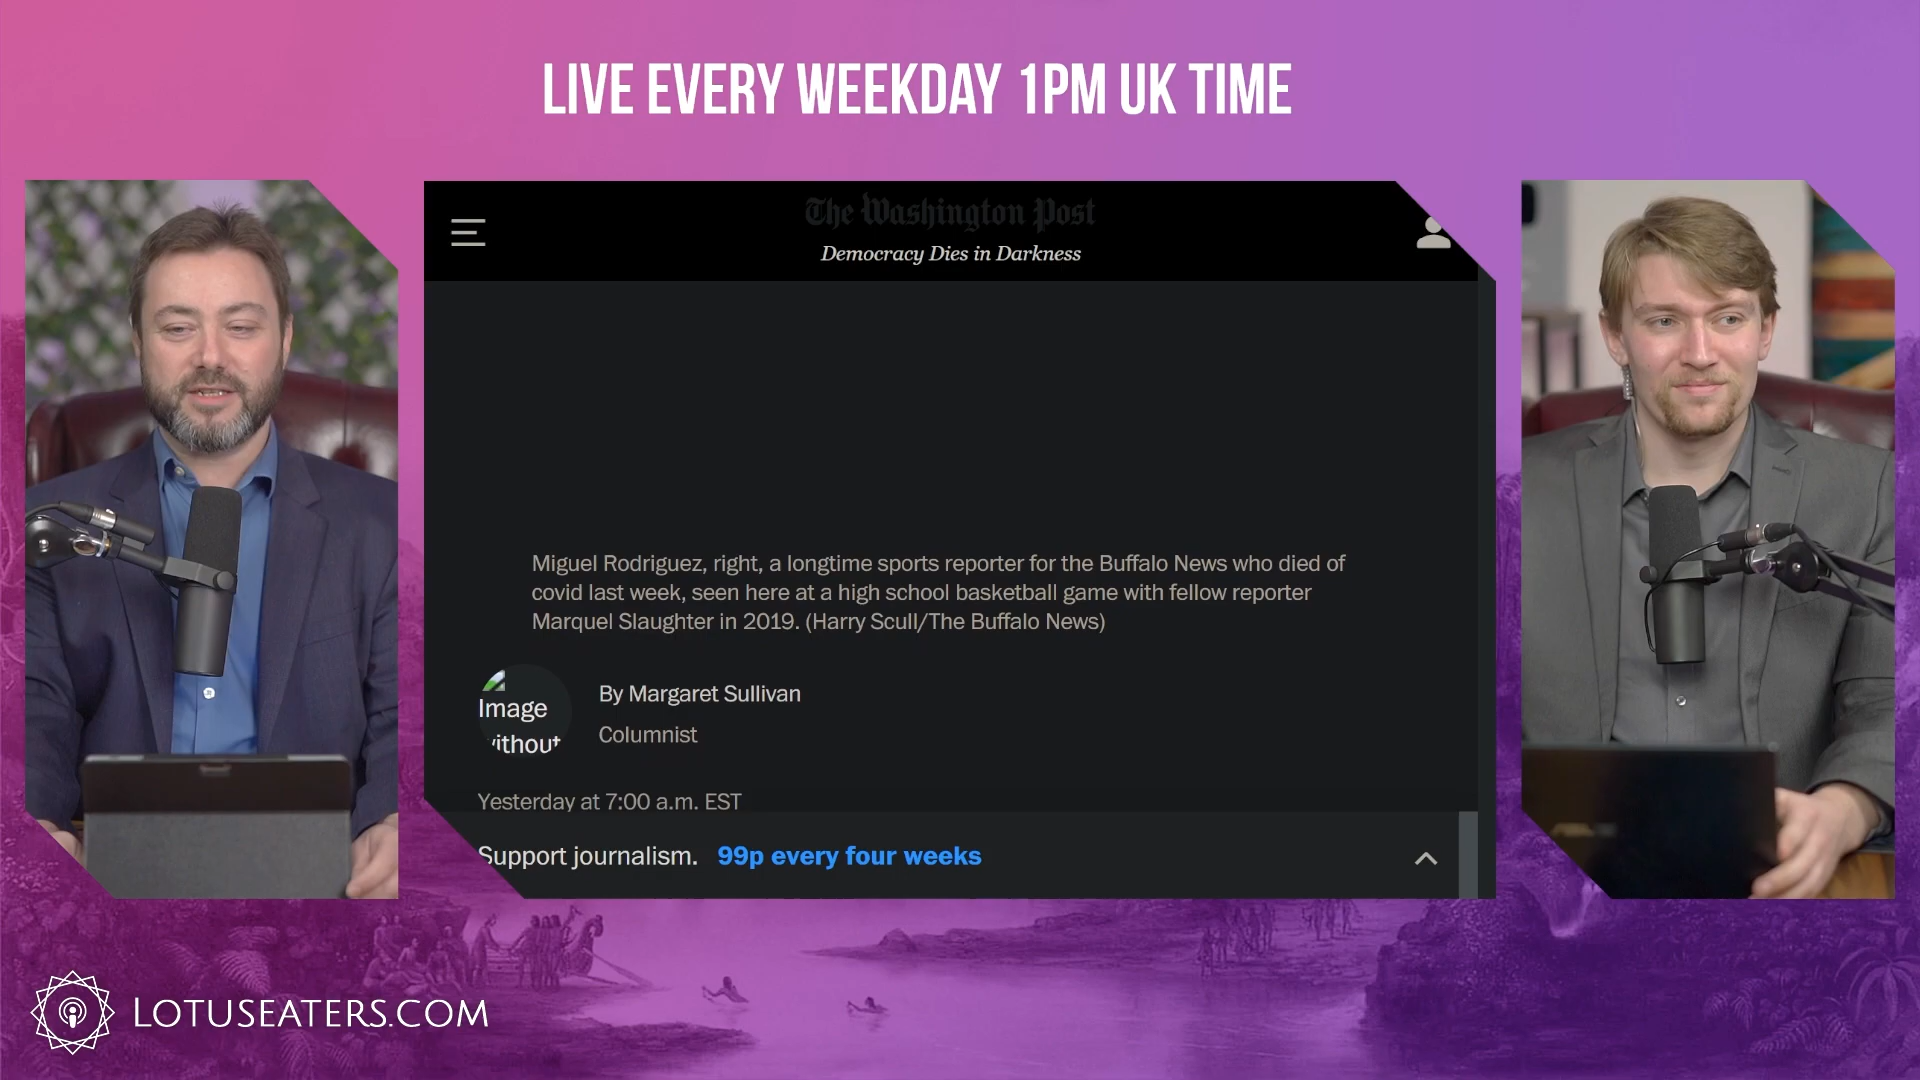 LIVE EVERY WEEKDAY 1PM UK TIME
The Washington Post
Democracy Dies in Darkness
Miguel Rodriguez, right, a longtime sports reporter for the Buffalo News who died of
covid last week, seen here at a high school basketball game with fellow reporter
Marquel Slaughter in 2019. (Harry Scull/The Buffalo News)
Image
without
By Margaret Sullivan
Columnist
Yesterday at 7:00 a.m. EST
Support journalism. 99p every four weeks
LOTUSEATERS.COM